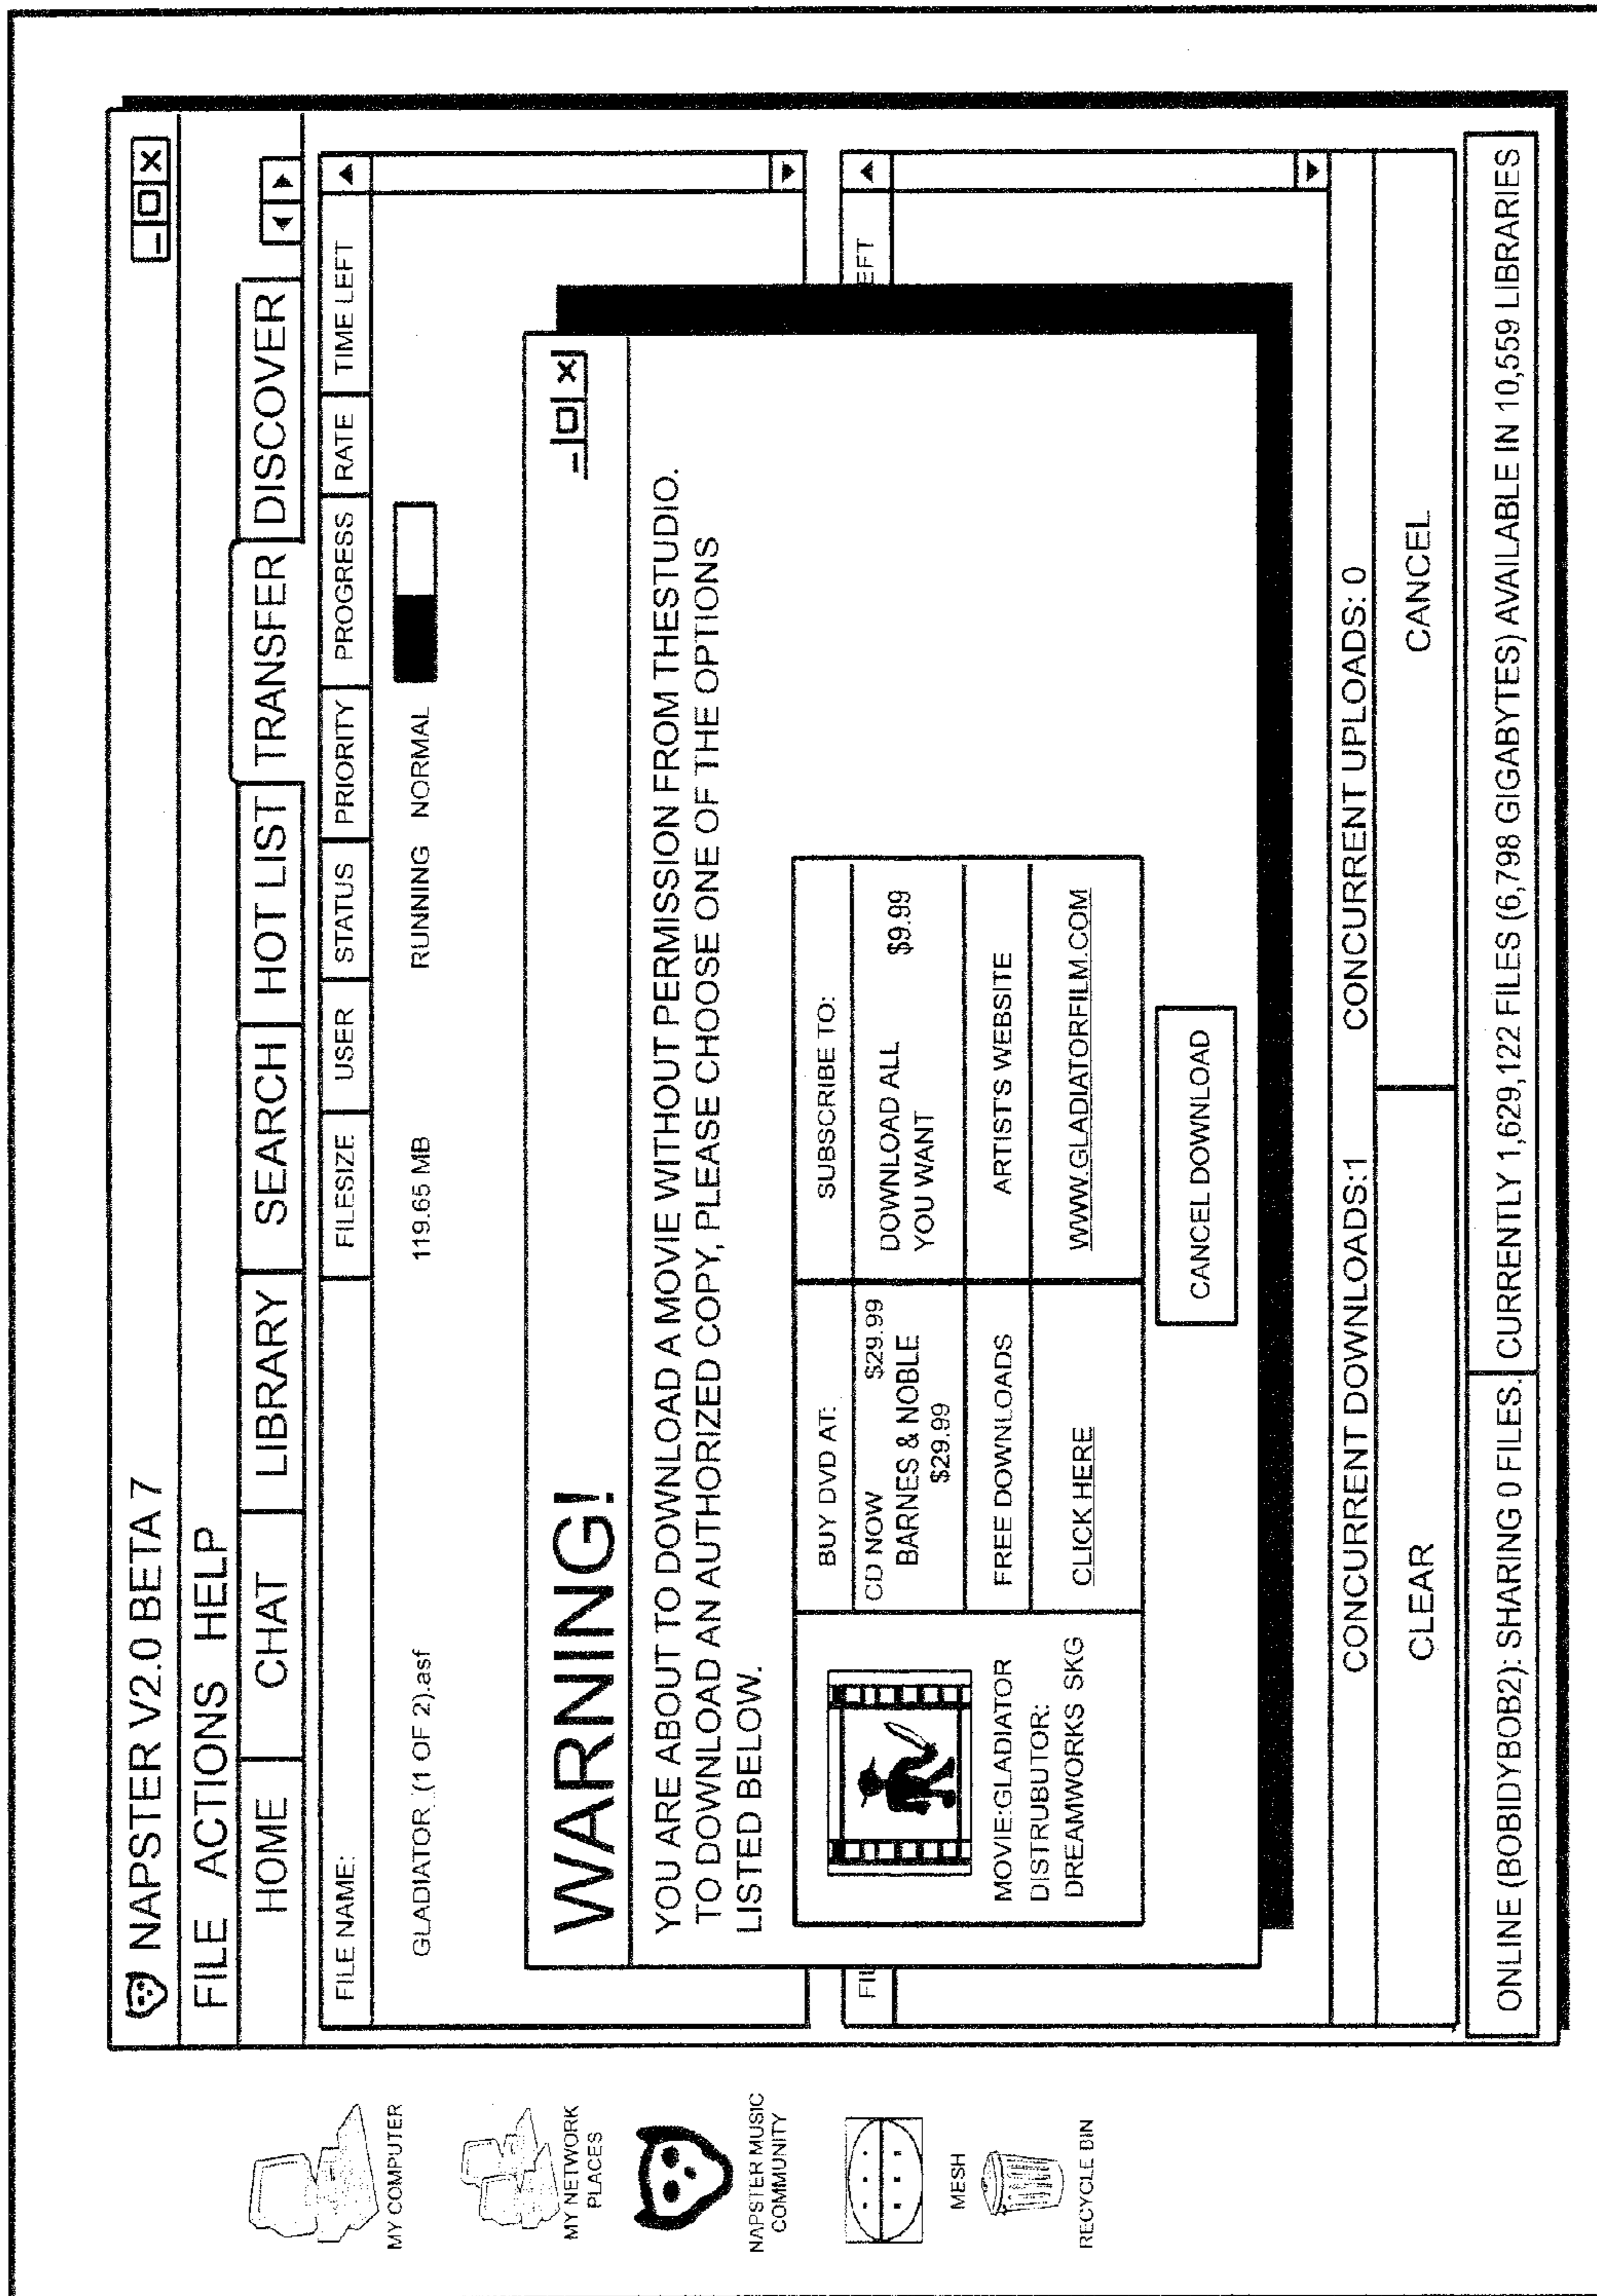 NAPSTER V2.0 BETA 7
FILE ACTIONS HELP
HOME CHAT LIBRARY SEARCH HOT LIST TRANSFER DISCOVER
FILE NAME: FILESIZE USER STATUS PRIORITY PROGRESS RATE TIME LEFT
GLADIATOR (1 OF 2).asf 119.65 MB RUNNING NORMAL
WARNING!
YOU ARE ABOUT TO DOWNLOAD A MOVIE WITHOUT PERMISSION FROM THESTUDIO.
TO DOWNLOAD AN AUTHORIZED COPY, PLEASE CHOOSE ONE OF THE OPTIONS
LISTED BELOW.
MOVIE:GLADIATOR
DISTRUBUTOR:
DREAMWORKS SKG
BUY DVD AT:
CD NOW $29.99
BARNES & NOBLE
$29.99
SUBSCRIBE TO:
DOWNLOAD ALL $9.99
YOU WANT
FREE DOWNLOADS
CLICK HERE
ARTIST'S WEBSITE
WWW.GLADIATORFILM.COM
CANCEL DOWNLOAD
FIL EFT
CONCURRENT DOWNLOADS:1 CONCURRENT UPLOADS: 0
CLEAR CANCEL
ONLINE (BOBIDYBOB2): SHARING 0 FILES. CURRENTLY 1,629,122 FILES (6,798 GIGABYTES) AVAILABLE IN 10,559 LIBRARIES
MY COMPUTER
MY NETWORK
PLACES
NAPSTER MUSIC
COMMUNITY
MESH
RECYCLE BIN